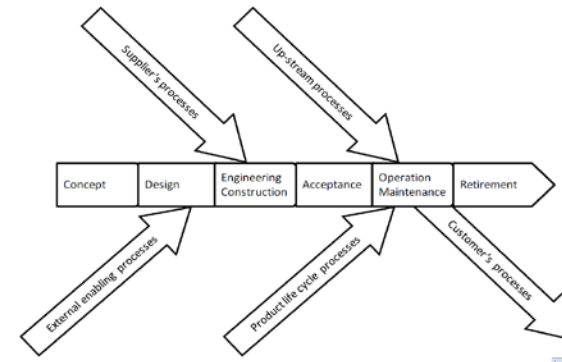 Supplier's processes
Up-stream processes
Concept
Design
Engineering
Construction
Acceptance
Operation
Maintenance
Retirement
External enabling processes
Product life cycle processes
Customer's processes